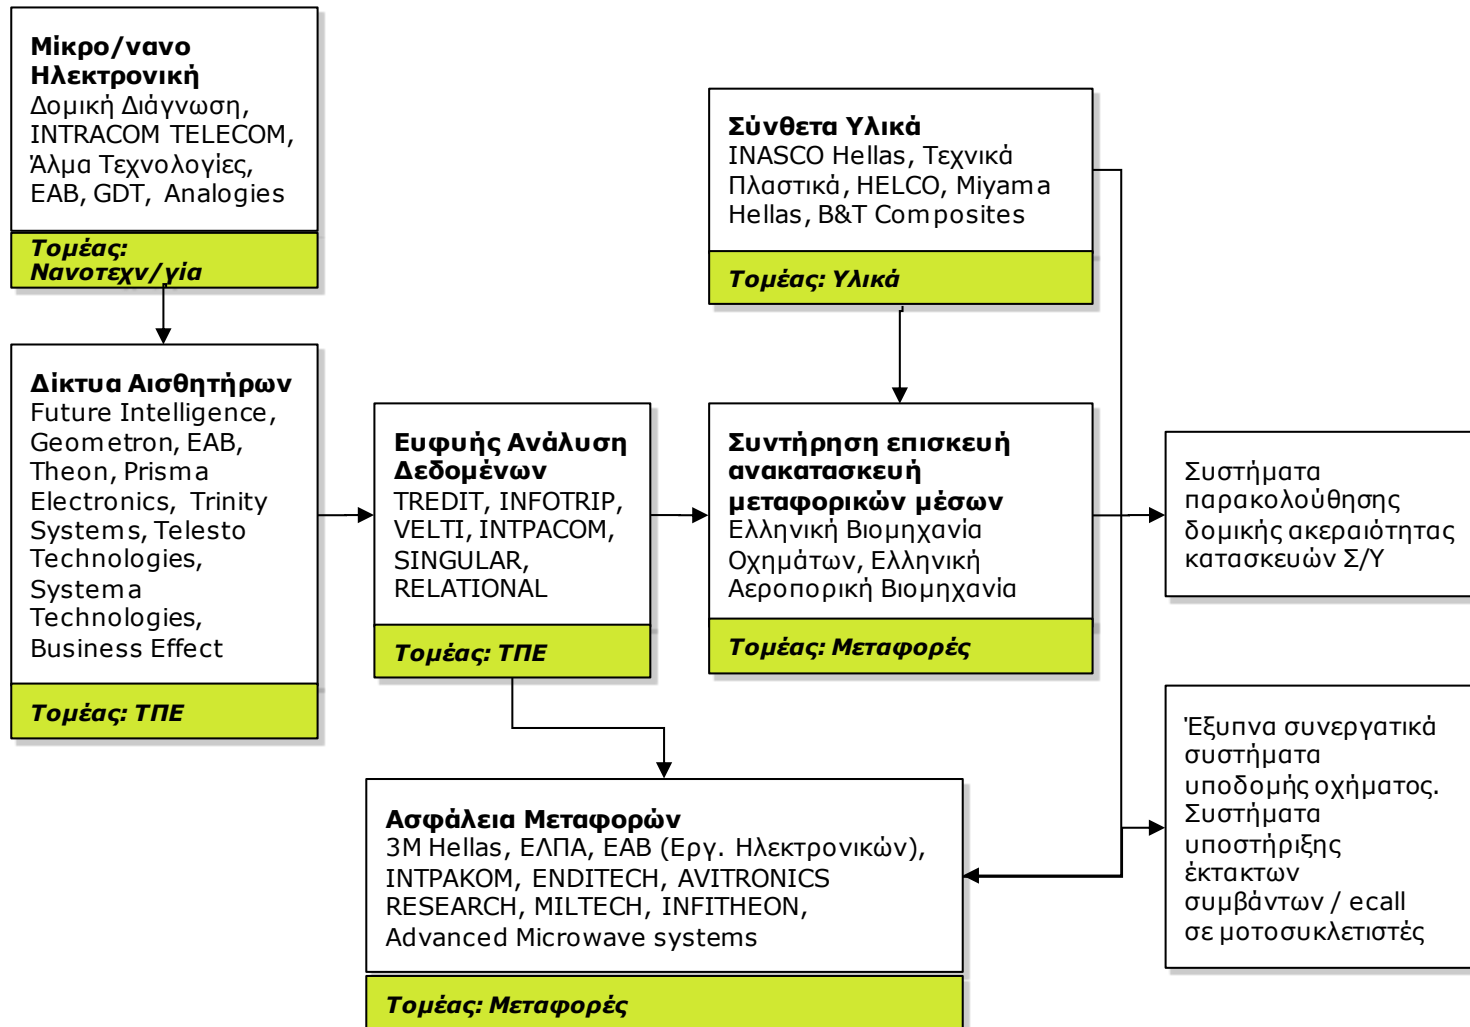 Μίκρο/νανο
Ηλεκτρονική
Δομική Διάγνωση,
INTRACOM TELECOM,
Άλμα Τεχνολογίες,
ΕΑΒ, GDT, Analogies
Τομέας:
Νανοτεχν/γία
Σύνθετα Υλικά
INASCO Hellas, Τεχνικά
Πλαστικά, HELCO, Miyama
Hellas, B&T Composites
Τομέας: Υλικά
Δίκτυα Αισθητήρων
Future Intelligence,
Geometron, EAB,
Theon, Prisma
Electronics, Trinity
Systems, Telesto
Technologies,
Systema
Technologies,
Business Effect
Τομέας: ΤΠΕ
Ευφυής Ανάλυση
Δεδομένων
TREDIT, INFOTRIP,
VELTI, INTPACOM,
SINGULAR,
RELATIONAL
Τομέας: ΤΠΕ
Συντήρηση επισκευή
ανακατασκευή
μεταφορικών μέσων
Ελληνική Βιομηχανία
Οχημάτων, Ελληνική
Αεροπορική Βιομηχανία
Τομέας: Μεταφορές
Συστήματα
παρακολούθησης
δομικής ακεραιότητας
κατασκευών Σ/Υ
Έξυπνα συνεργατικά
συστήματα
υποδομής οχήματος.
Συστήματα
υποστήριξης
έκτακτων
συμβάντων / ecall
σε μοτοσυκλετιστές
Ασφάλεια Μεταφορών
3M Hellas, ΕΛΠΑ, ΕΑΒ (Εργ. Ηλεκτρονικών),
ΙΝΤΡΑΚΟΜ, ENDITECH, AVITRONICS
RESEARCH, MILTECH, INFITHEON,
Advanced Microwave systems
Τομέας: Μεταφορές